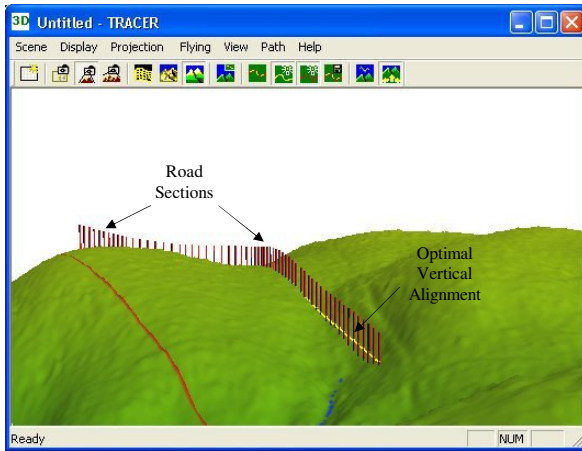 3D Untitled - TRACER
Scene Display Projection Flying View Path Help
Road
Sections
Optimal
Vertical
Alignment
Ready NUM